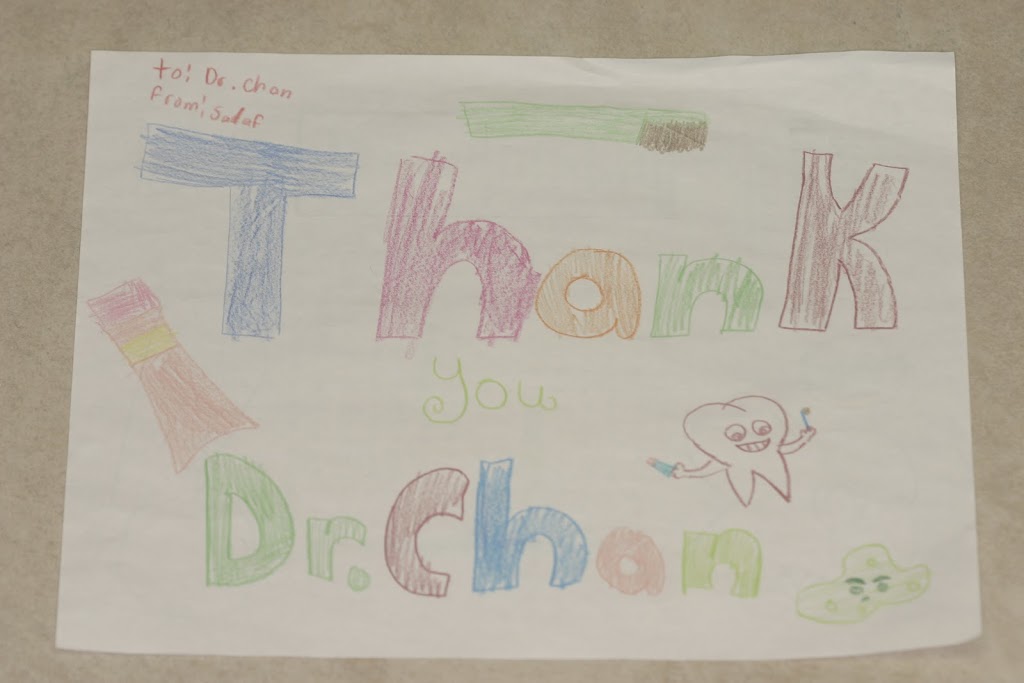 to: Dr. Chan
from: Sadaf
Thank
you
Dr. Chan